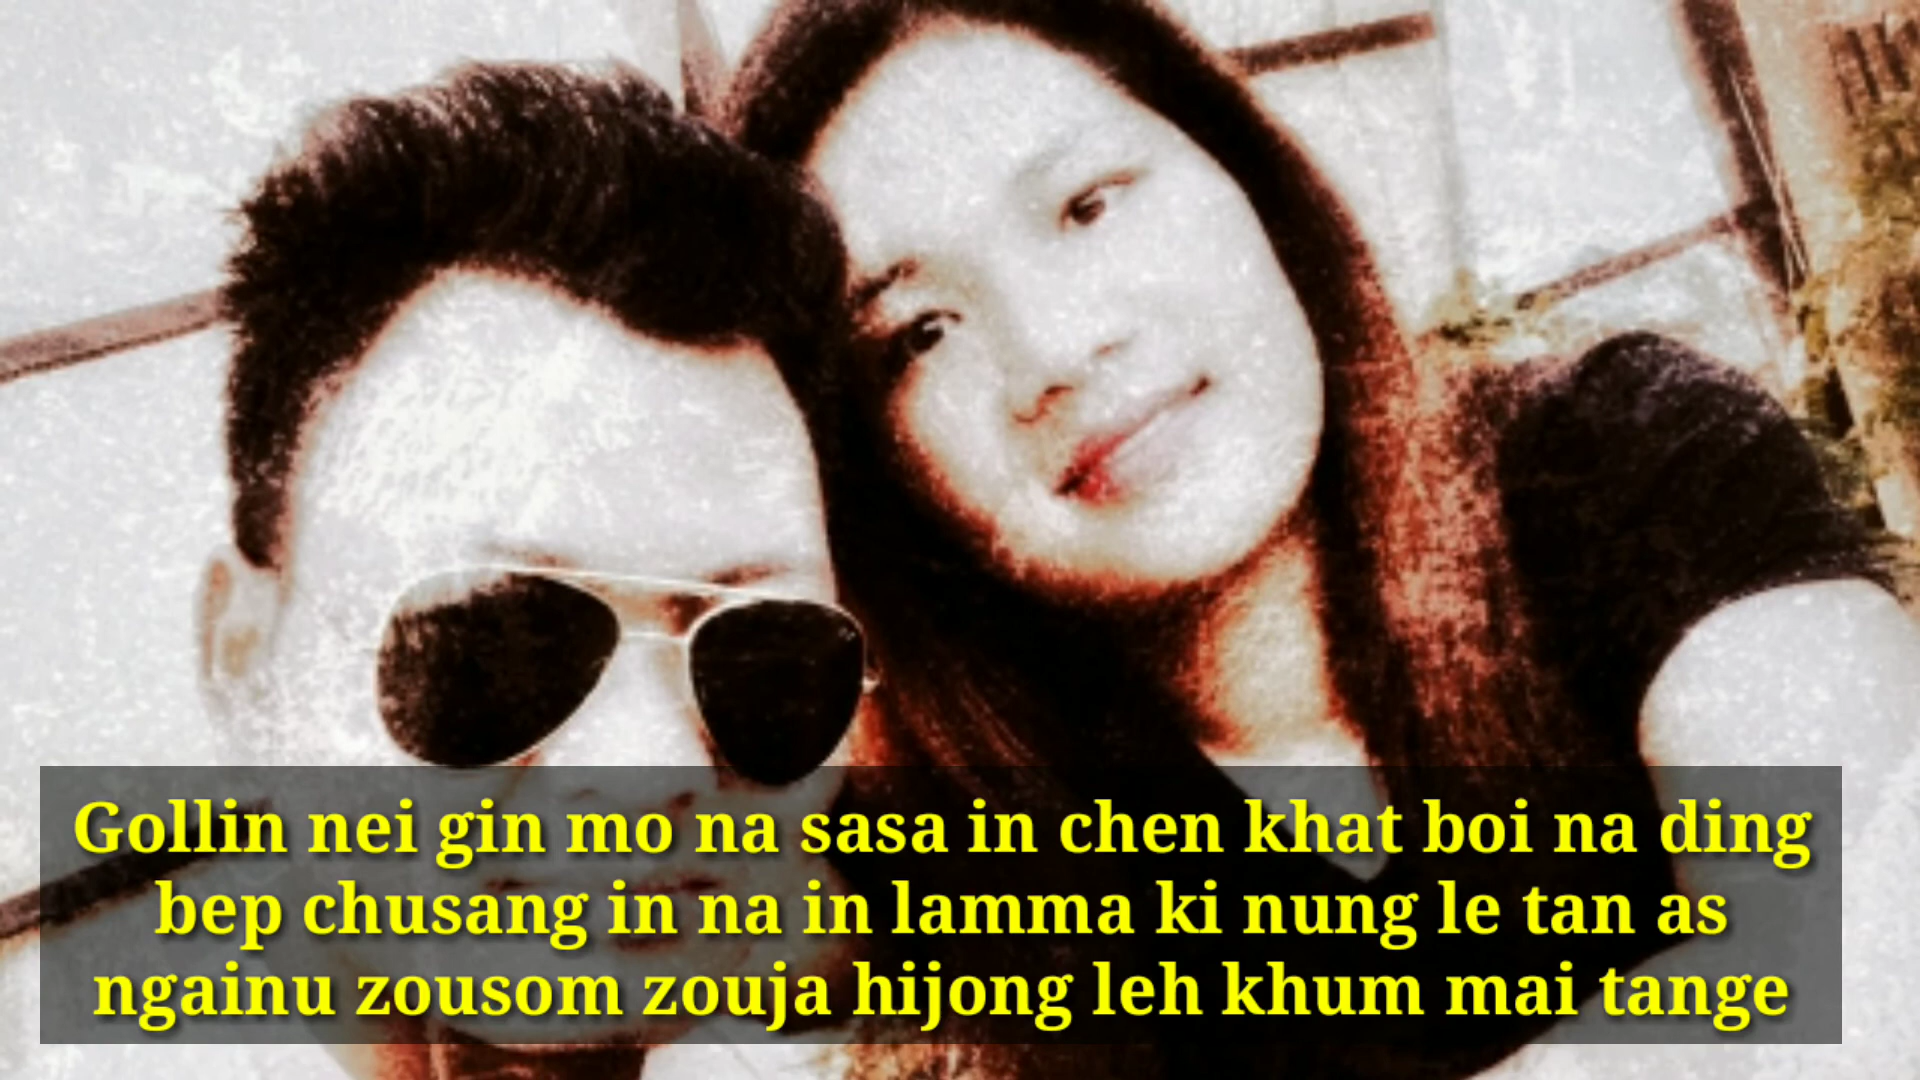 Gollin nei gin mo na sasa in chen khat boi na ding
bep chusang in na in lamma ki nung le tan as
ngainu zousom zouja hijong leh khum mai tange